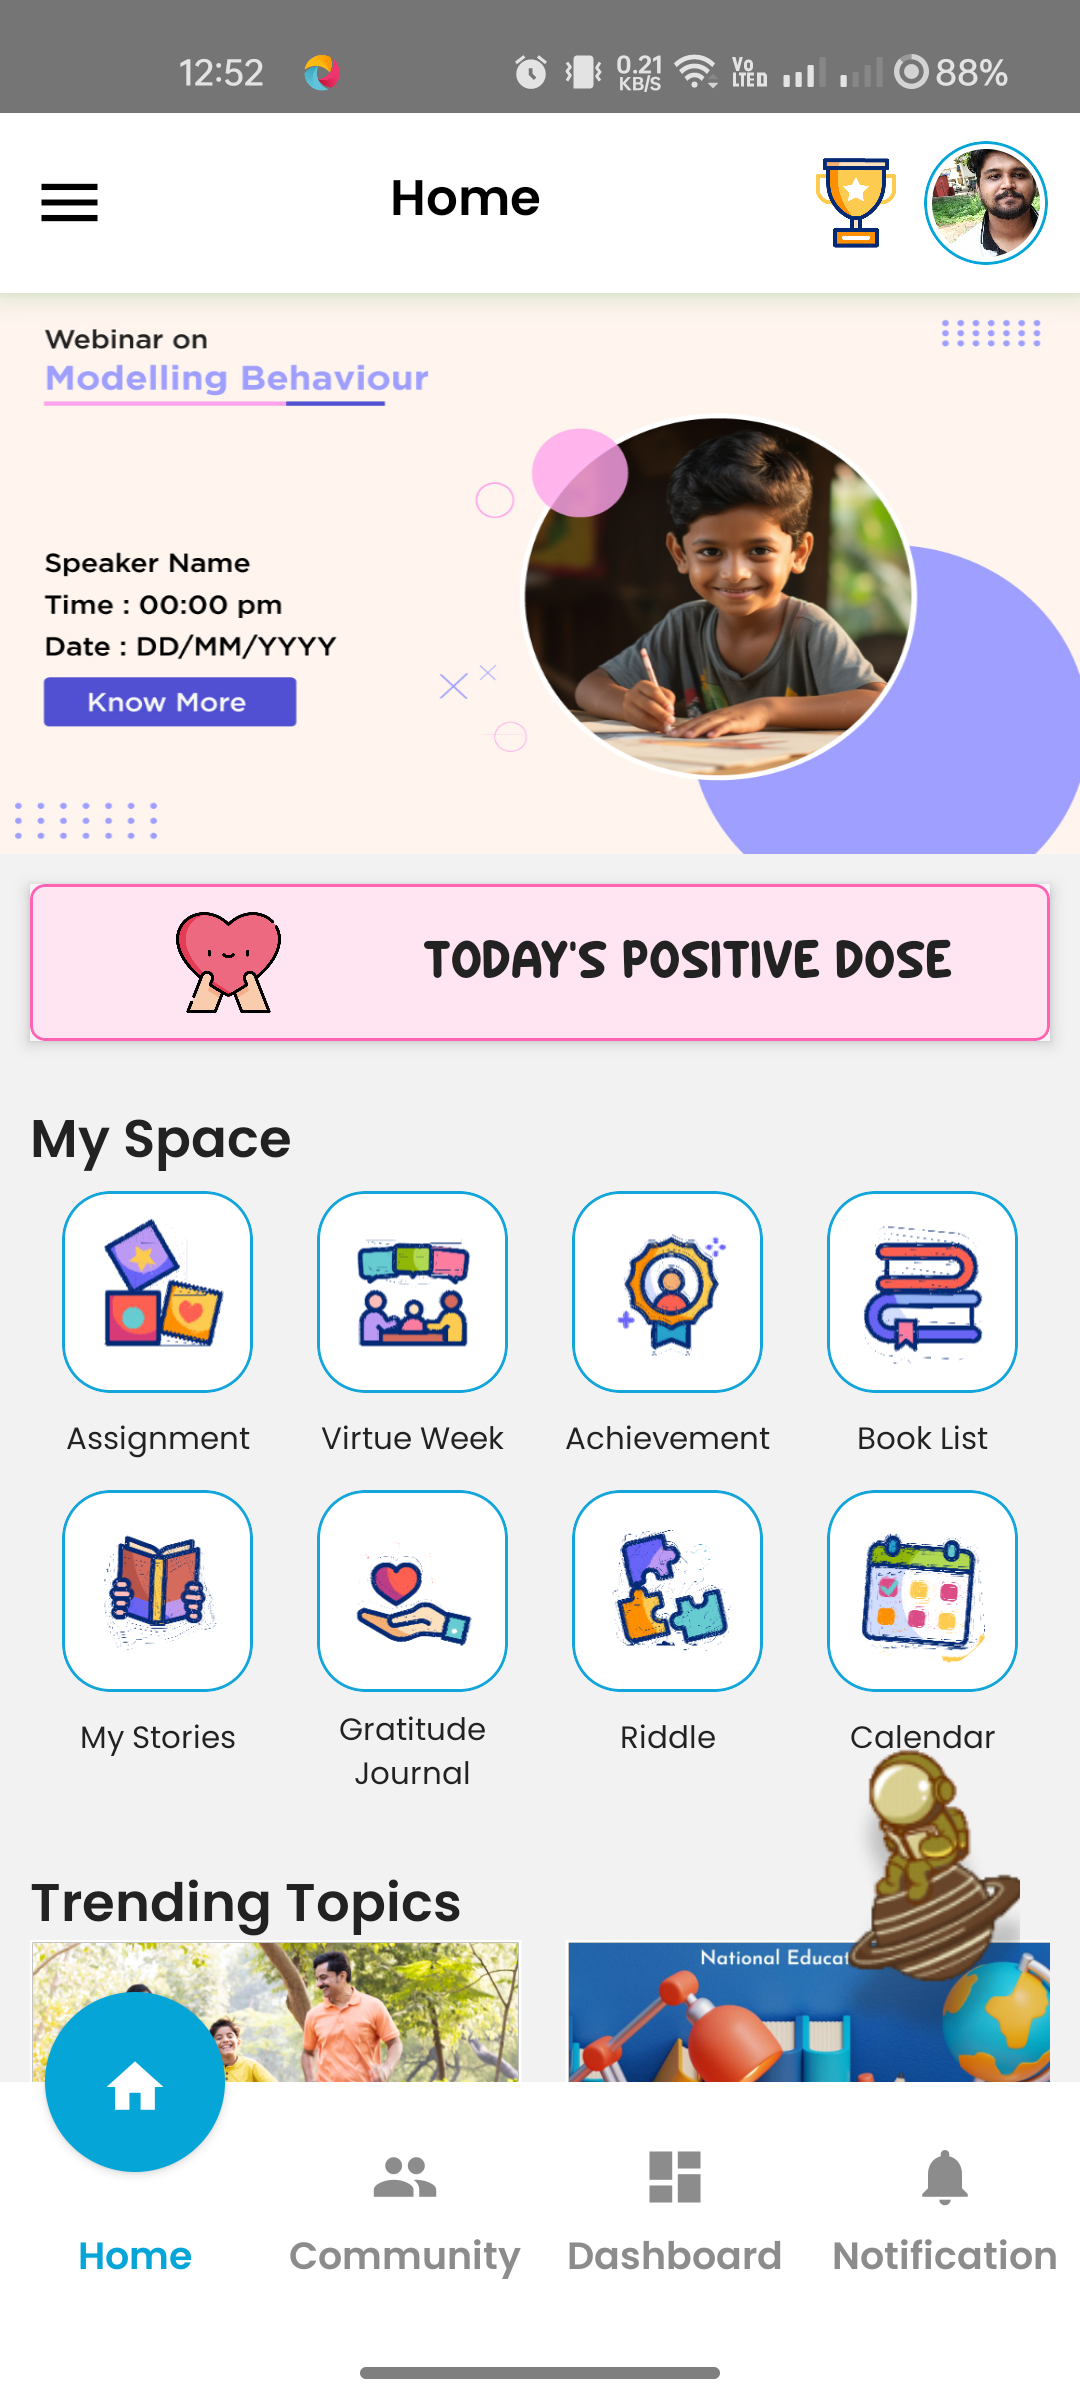 12:52
0.21
KB/S
Vo
LTED
88%
Home
Webinar on
Modelling Behaviour
Speaker Name
Time : 00:00 pm
Date : DD/MM/YYYY
Know More
TODAY'S POSITIVE DOSE
My Space
Assignment
Virtue Week
Achievement
Book List
My Stories
Gratitude
Journal
Riddle
Calendar
Trending Topics
National
Home
Community
Dashboard
Notification